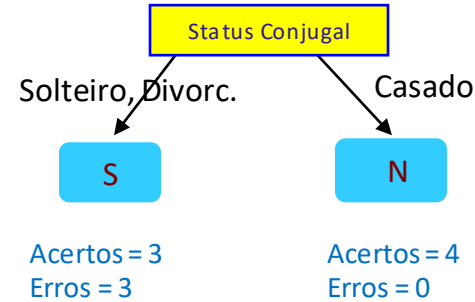 Status Conjugal
Solteiro, Divorc.
Casado
S
N
Acertos = 3
Erros = 3
Acertos = 4
Erros = 0